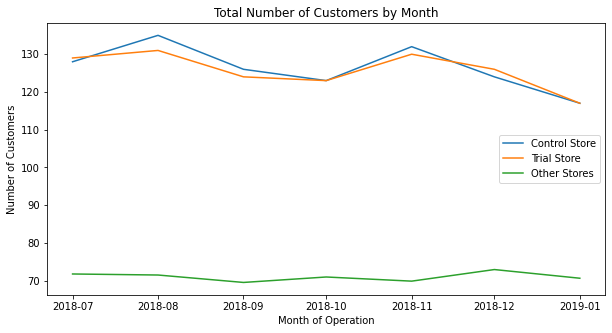 Total Number of Customers by Month
Number of Customers
130
120
110
100
90
80
70
Control Store
Trial Store
Other Stores
2018-07 2018-08 2018-09 2018-10 2018-11 2018-12 2019-01
Month of Operation